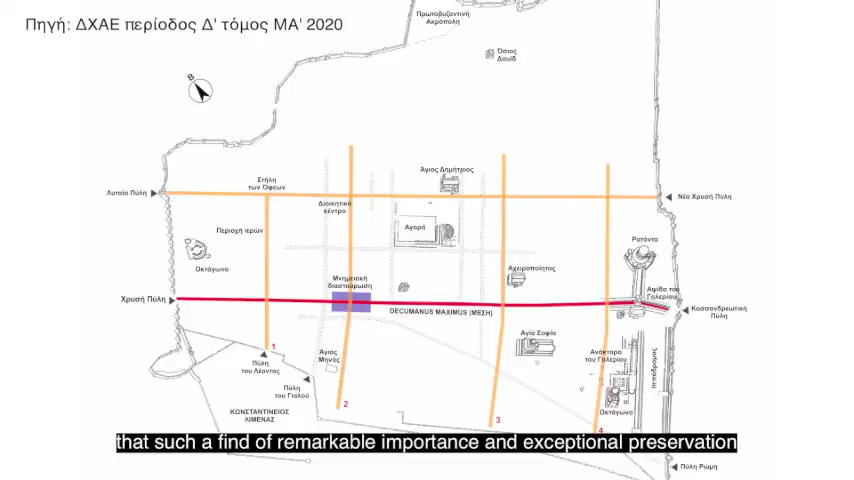 Πηγή: ΔΧΑΕ περίοδος Δ' τόμος ΜΑ' 2020
Πρωτοβυζαντινή
Ακρόπολη
Όσιος
Δαυίδ
Β
Άγιος Δημήτριος
Στήλη
των Όφεων
Λυταία Πύλη
Νέα Χρυσή Πύλη
Διοικητικό
κέντρο
Αγορά
Περιοχή ιερών
Ροτόντα
Οκτάγωνο
Αχειροποίητος
Μνημειακή
διασταύρωση
Αψίδα του
Γαλερίου
Χρυσή Πύλη
DECUMANUS MAXIMUS (ΜΕΣΗ)
Κασσανδρεωτική
Πύλη
Αγία Σοφία
1
Άγιος
Μηνάς
Ανάκτορο
του Γαλερίου
Ιππόδρομος
Πύλη
του Λέοντος
Πύλη
του Γιαλού
2
ΚΩΝΣΤΑΝΤΙΝΕΙΟΣ
ΛΙΜΕΝΑΣ
Οκτάγωνο
3
4
that such a find of remarkable importance and exceptional preservation
Πύλη Ρώμη